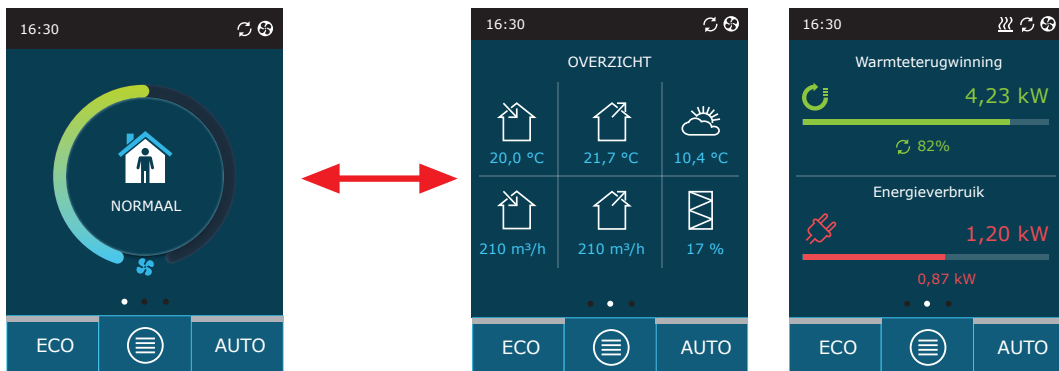 16:30
NORMAAL
ECO
AUTO
16:30
OVERZICHT
20,0 °C
21,7 °C
10,4 °C
210 m³/h
210 m³/h
17 %
ECO
AUTO
16:30
Warmteterugwinning
4,23 kW
82%
Energieverbruik
1,20 kW
0,87 kW
ECO
AUTO